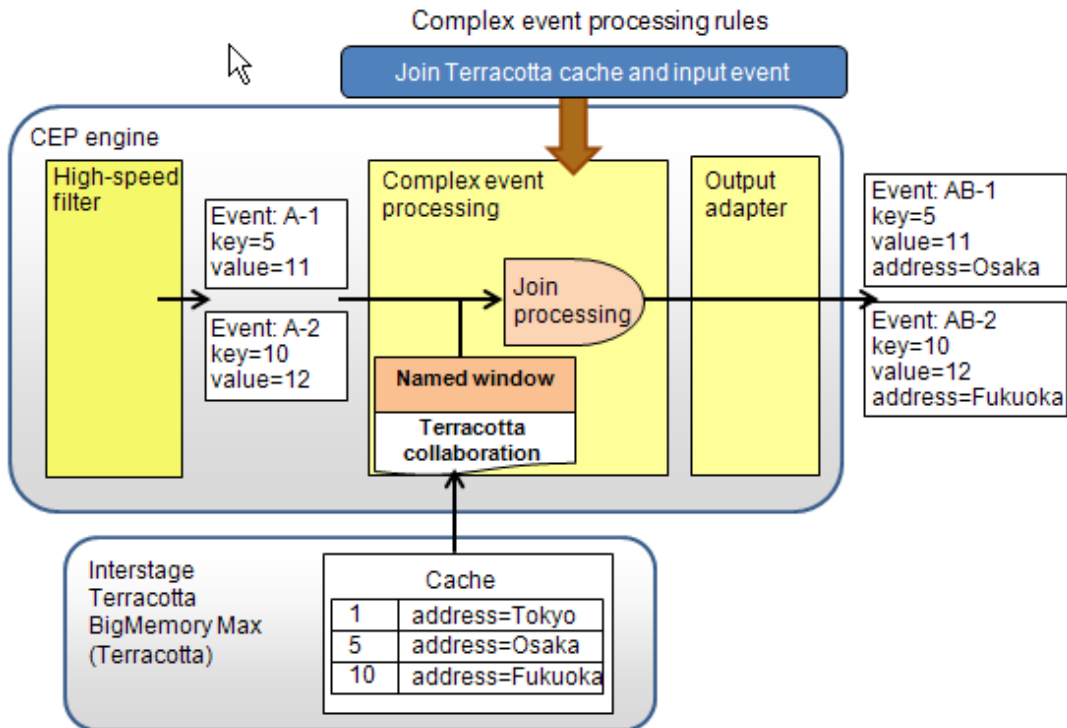 Complex event processing rules
Join Terracotta cache and input event
CEP engine
High-speed
filter
Event: A-1
key=5
value=11
Event: A-2
key=10
value=12
Complex event
processing
Join
processing
Named window
Terracotta
collaboration
Output
adapter
Event: AB-1
key=5
value=11
address=Osaka
Event: AB-2
key=10
value=12
address=Fukuoka
Interstage
Terracotta
BigMemory Max
(Terracotta)
Cache
1 address=Tokyo
5 address=Osaka
10 address=Fukuoka